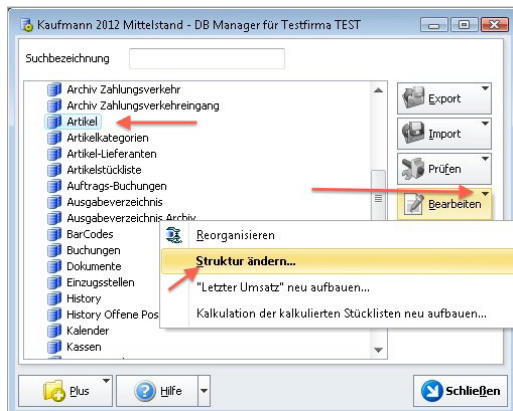 Kaufmann 2012 Mittelstand - DB Manager für Testfirma TEST
Suchbezeichnung
Archiv Zahlungsverkehr
Archiv Zahlungsverkehreingang
Artikel
Artikelkategorien
Artikel-Lieferanten
Artikelstückliste
Auftrags-Buchungen
Ausgabeverzeichnis
Ausgabeverzeichnis Archiv
BarCodes
Buchungen
Dokumente
Einzugsstellen
History
History Offene Pos
Kalender
Kassen
Export
Import
Prüfen
Bearbeiten
Reorganisieren
Struktur ändern...
"Letzter Umsatz" neu aufbauen...
Kalkulation der kalkulierten Stücklisten neu aufbauen...
Plus
Hilfe
Schließen